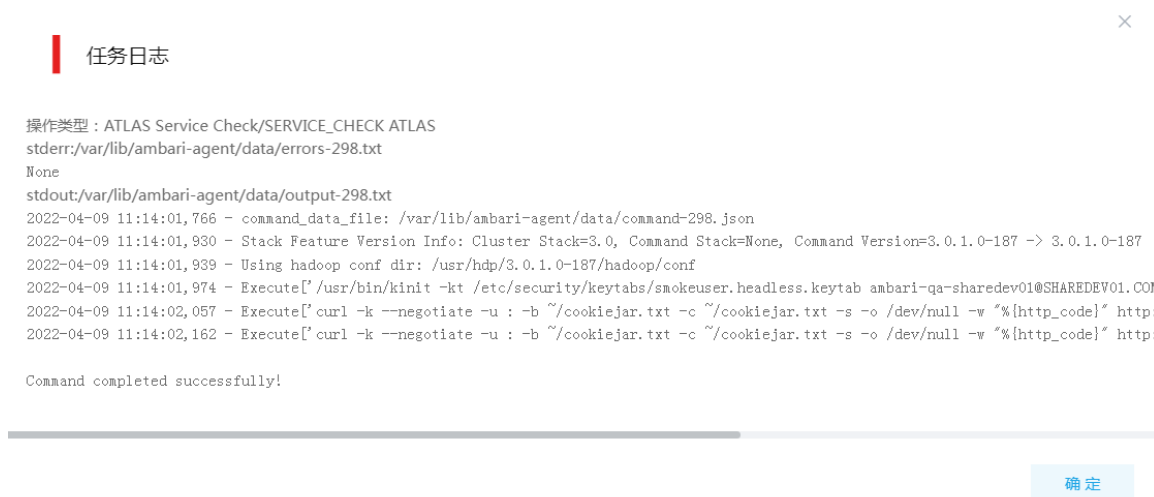 任务日志
操作类型：ATLAS Service Check/SERVICE_CHECK ATLAS
stderr:/var/lib/ambari-agent/data/errors-298.txt
None
stdout:/var/lib/ambari-agent/data/output-298.txt
2022-04-09 11:14:01,766 - command_data_file: /var/lib/ambari-agent/data/command-298.json
2022-04-09 11:14:01,930 - Stack Feature Version Info: Cluster Stack=3.0, Command Stack=None, Command Version=3.0.1.0-187 -> 3.0.1.0-187
2022-04-09 11:14:01,939 - Using hadoop conf dir: /usr/hdp/3.0.1.0-187/hadoop/conf
2022-04-09 11:14:01,974 - Execute['/usr/bin/kinit -kt /etc/security/keytabs/smokeuser.headless.keytab ambari-qa-sharedev01@SHAREDEV01.COM
2022-04-09 11:14:02,057 - Execute['curl -k --negotiate -u : -b ~/cookiejar.txt -c ~/cookiejar.txt -s -o /dev/null -w "%{http_code}" http
2022-04-09 11:14:02,162 - Execute['curl -k --negotiate -u : -b ~/cookiejar.txt -c ~/cookiejar.txt -s -o /dev/null -w "%{http_code}" http
Command completed successfully!
确定